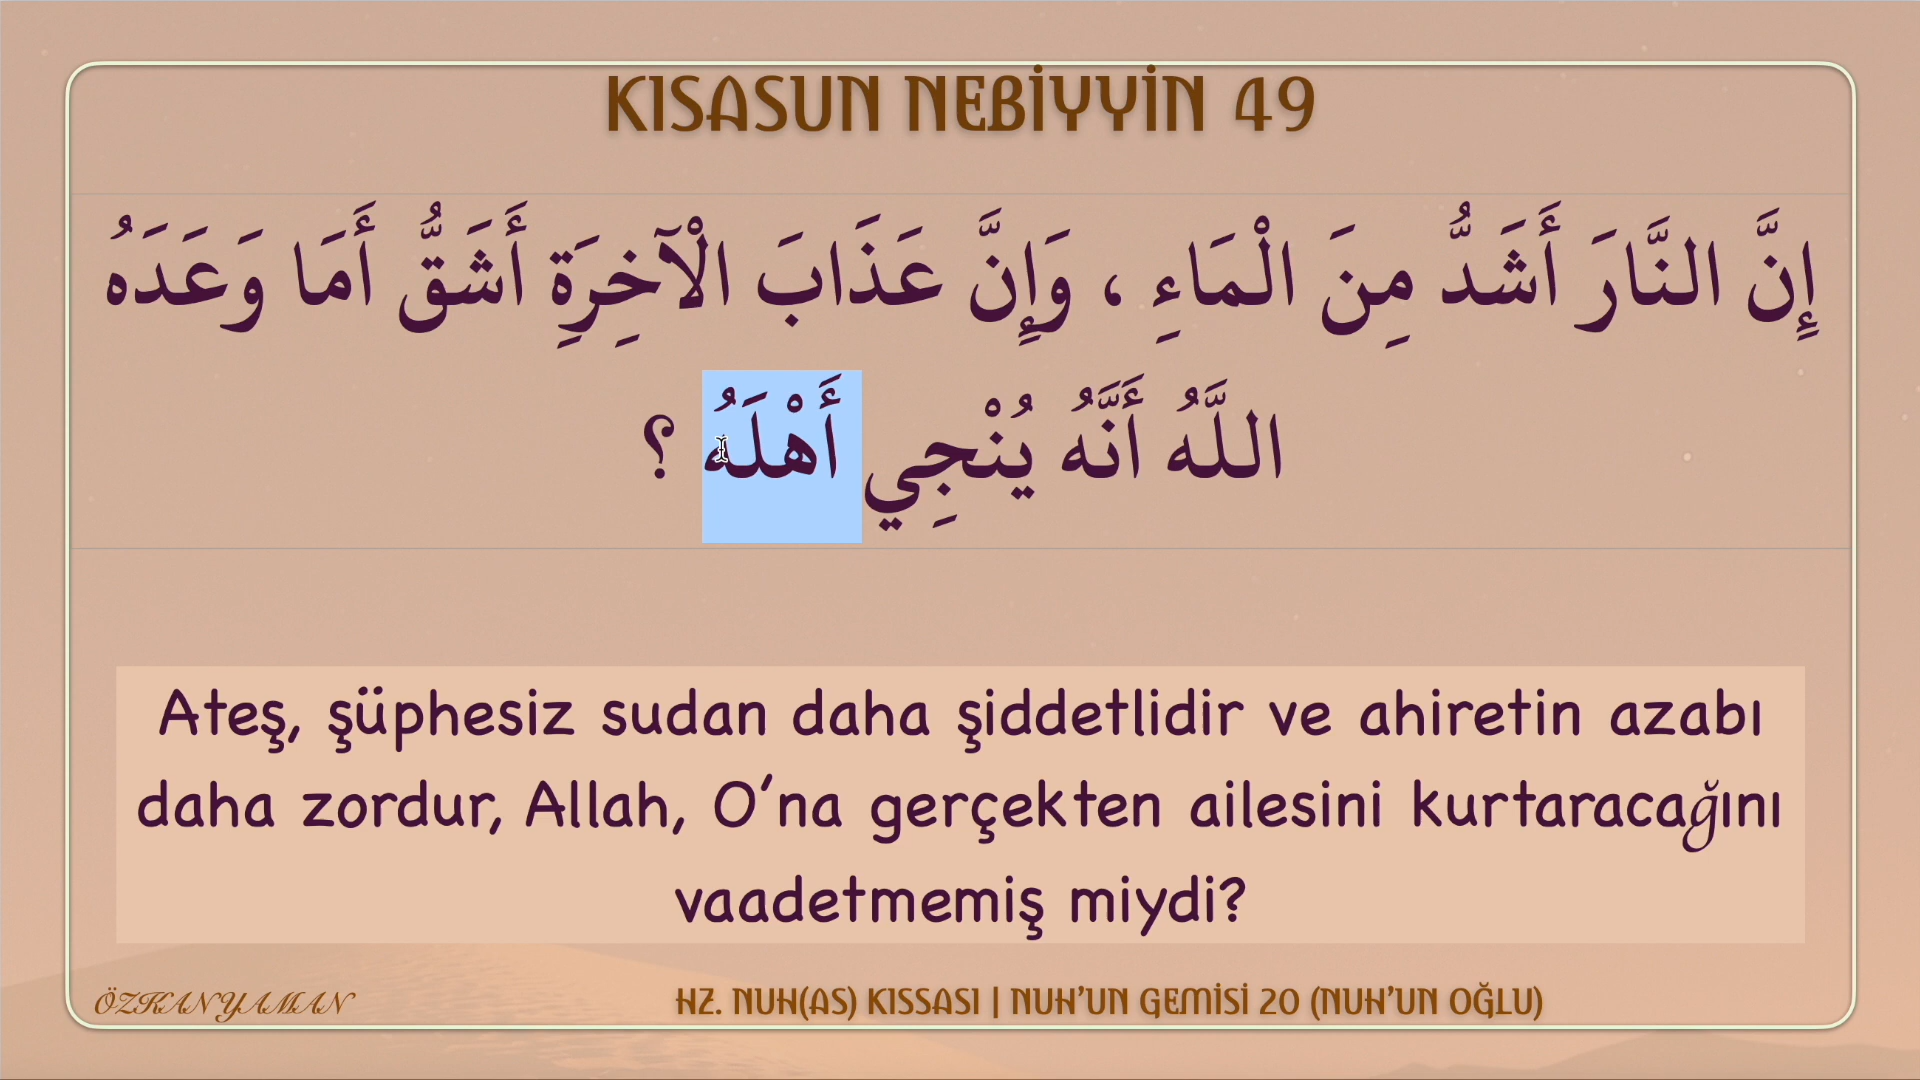 KISASUN NEBİYYİN 49
إِنَّ النَّارَ أَشَدُّ مِنَ الْمَاءِ ، وَإِنَّ عَذَابَ الْآخِرَةِ أَشَقُّ أَمَا وَعَدَهُ
اللَّهُ أَنَّهُ يُنْجِي أَهْلَهُ ؟
Ateş, şüphesiz sudan daha şiddetlidir ve ahiretin azabı
daha zordur, Allah, O'na gerçekten ailesini kurtaracağını
vaadetmemiş miydi?
ÖZKAN YAMAN
HZ. NUH(AS) KISSASI | NUH'UN GEMİSİ 20 (NUH'UN OĞLU)